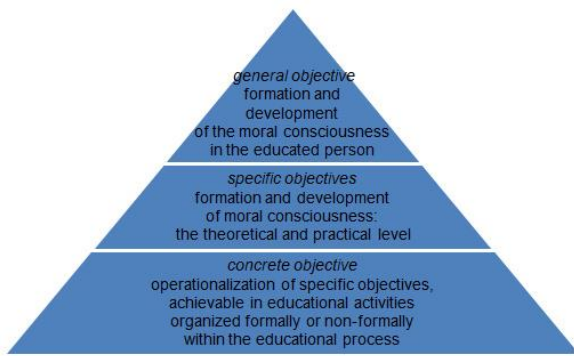 general objective
formation and
development
of the moral consciousness
in the educated person
specific objectives
formation and development
of moral consciousness:
the theoretical and practical level
concrete objective
operationalization of specific objectives,
achievable in educational activities
organized formally or non-formally
within the educational process